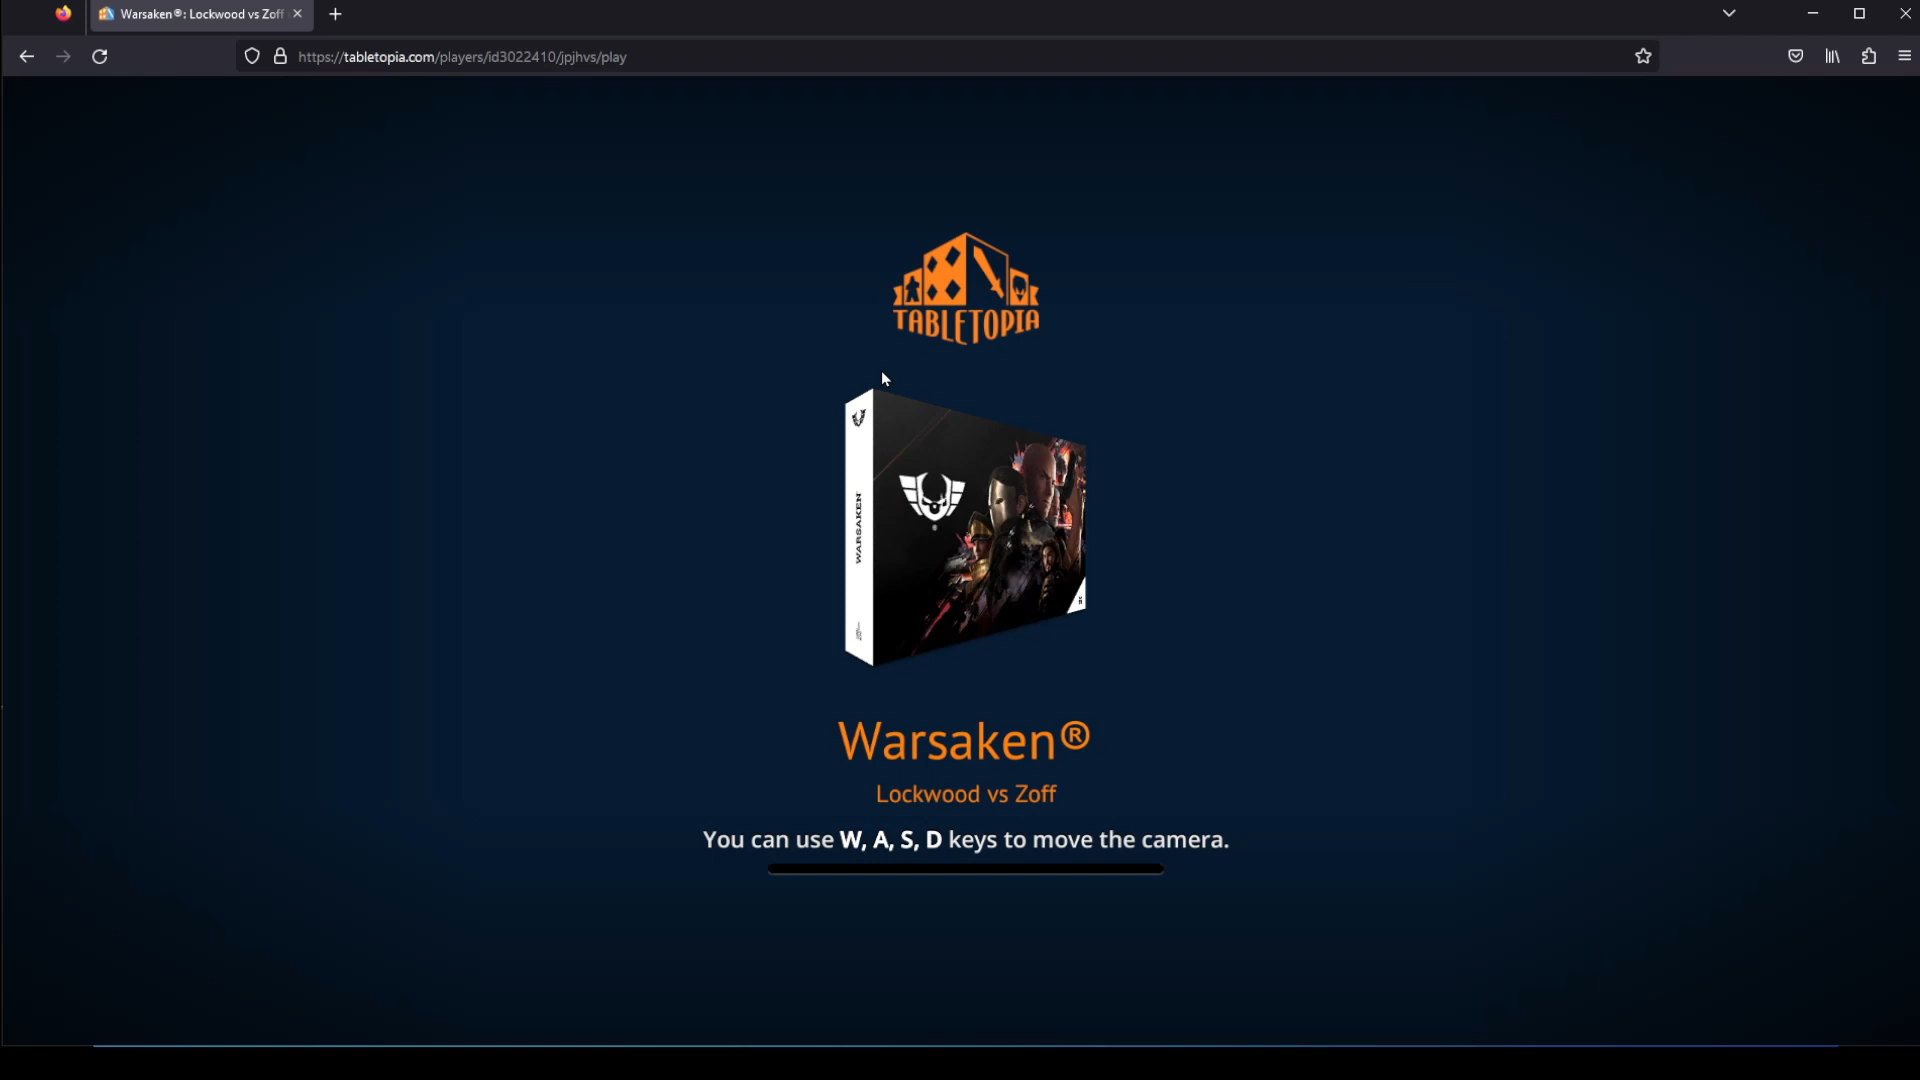 Warsaken®: Lockwood vs Zoff
https://tabletopia.com/players/id3022410/jpjhvs/play
TABLETOPIA
WARSAKEN
Warsaken®
Lockwood vs Zoff
You can use W, A, S, D keys to move the camera.